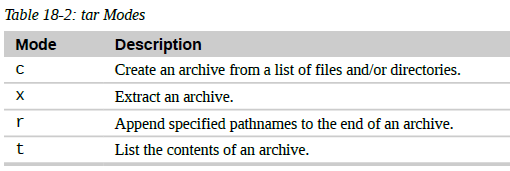 Table 18-2: tar Modes
Mode Description
c Create an archive from a list of files and/or directories.
x Extract an archive.
r Append specified pathnames to the end of an archive.
t List the contents of an archive.